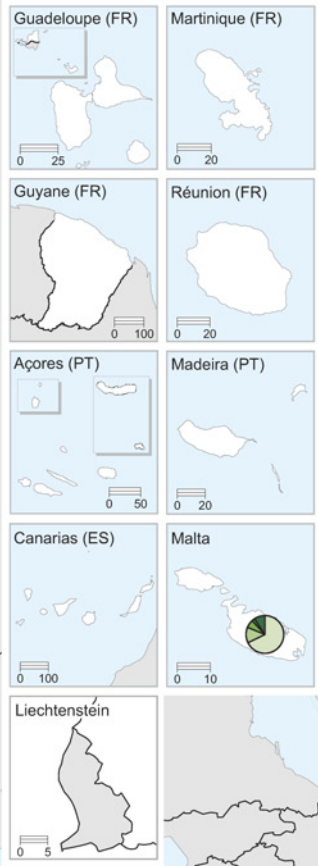 Guadeloupe (FR)
0 25
Martinique (FR)
0 20
Guyane (FR)
0 100
Réunion (FR)
0 20
Açores (PT)
0 50
Madeira (PT)
0 20
Canarias (ES)
0 100
Malta
0 10
Liechtenstein
0 5